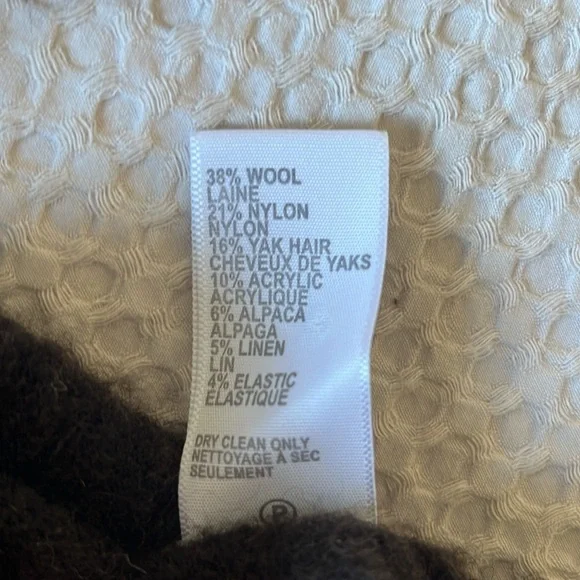 38% WOOL
LAINE
21% NYLON
NYLON
16% YAK HAIR
CHEVEUX DE YAKS
10% ACRYLIC
ACRYLIQUE
6% ALPACA
ALPAGA
5% LINEN
LIN
4% ELASTIC
ELASTIQUE
DRY CLEAN ONLY
NETTOYAGE À SEC
SEULEMENT
P